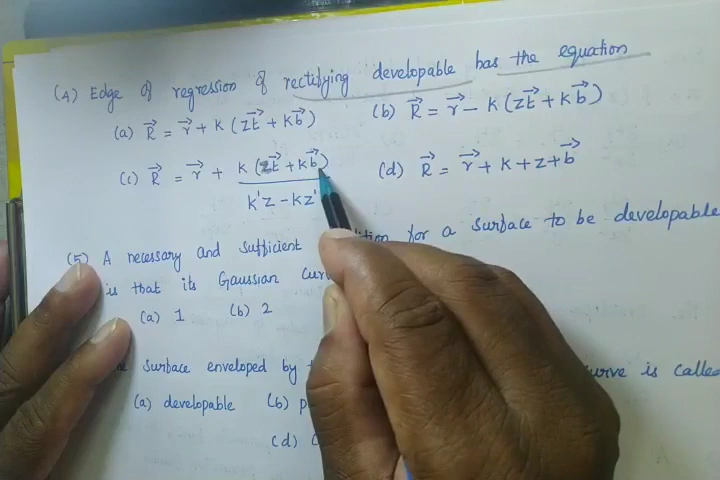 (4) Edge of regression of rectifying developable has the equation
(a) R⃗ = r⃗ + k (zt⃗ + kb⃗) (b) R⃗ = r⃗ - k (zt⃗ + kb⃗)
(c) R⃗ = r⃗ + k (zt⃗ + kb⃗) / k'z - kz' (d) R⃗ = r⃗ + k + z + b⃗
(5) A necessary and sufficient for a surface to be developable
is that its Gaussian
(a) 1 (b) 2
surface enveloped by is called
(a) developable (b)
(d)